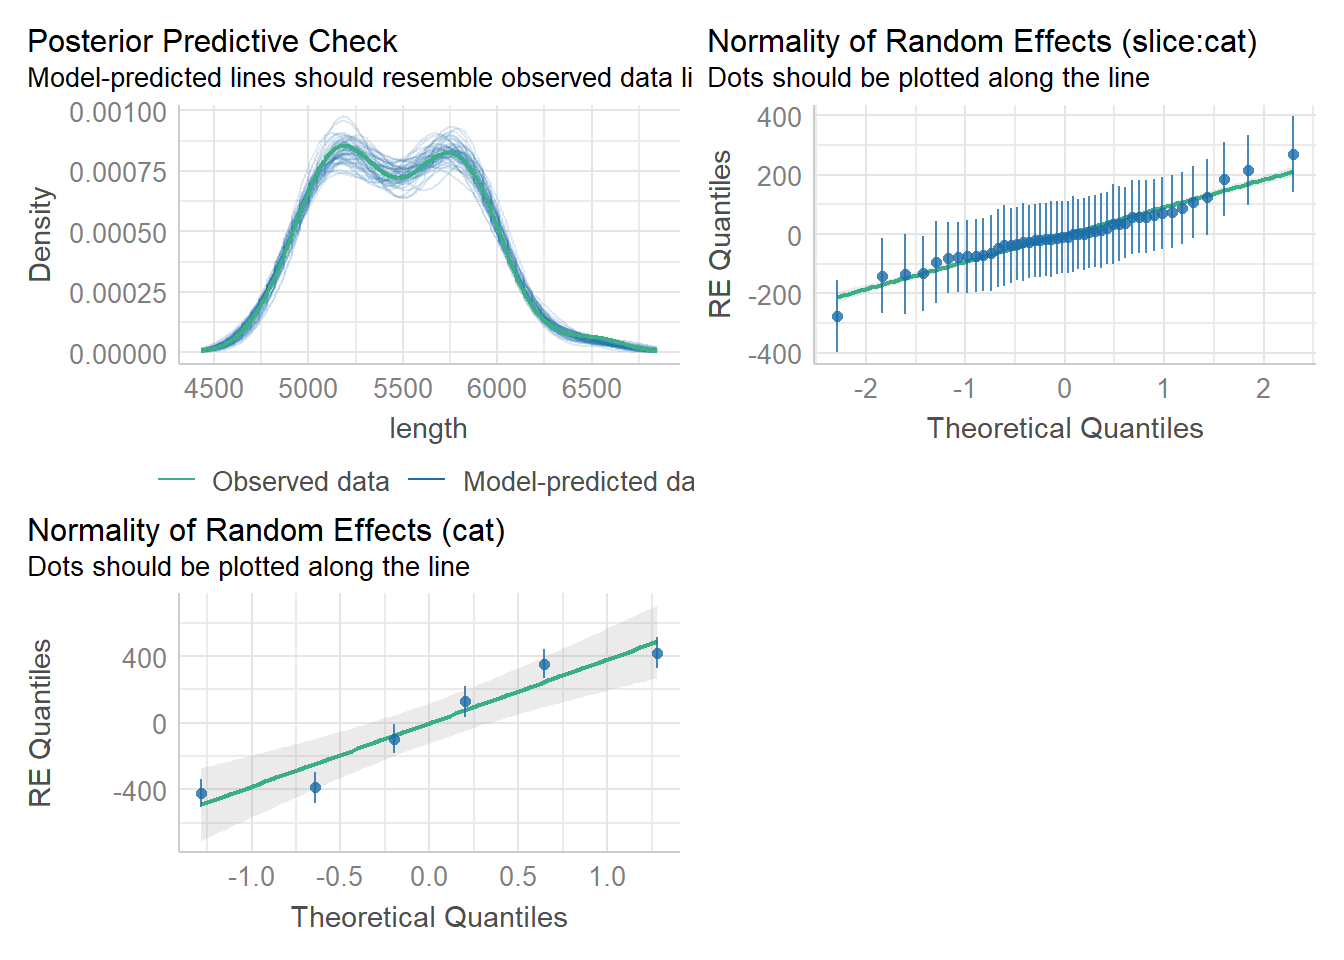 Posterior Predictive Check
Model-predicted lines should resemble observed data li
0.00100
0.00075
0.00050
0.00025
0.00000
Density
4500 5000 5500 6000 6500
length
Observed data Model-predicted da
Normality of Random Effects (slice:cat)
Dots should be plotted along the line
400
200
0
-200
-400
RE Quantiles
-2 -1 0 1 2
Theoretical Quantiles
Normality of Random Effects (cat)
Dots should be plotted along the line
400
0
-400
RE Quantiles
-1.0 -0.5 0.0 0.5 1.0
Theoretical Quantiles